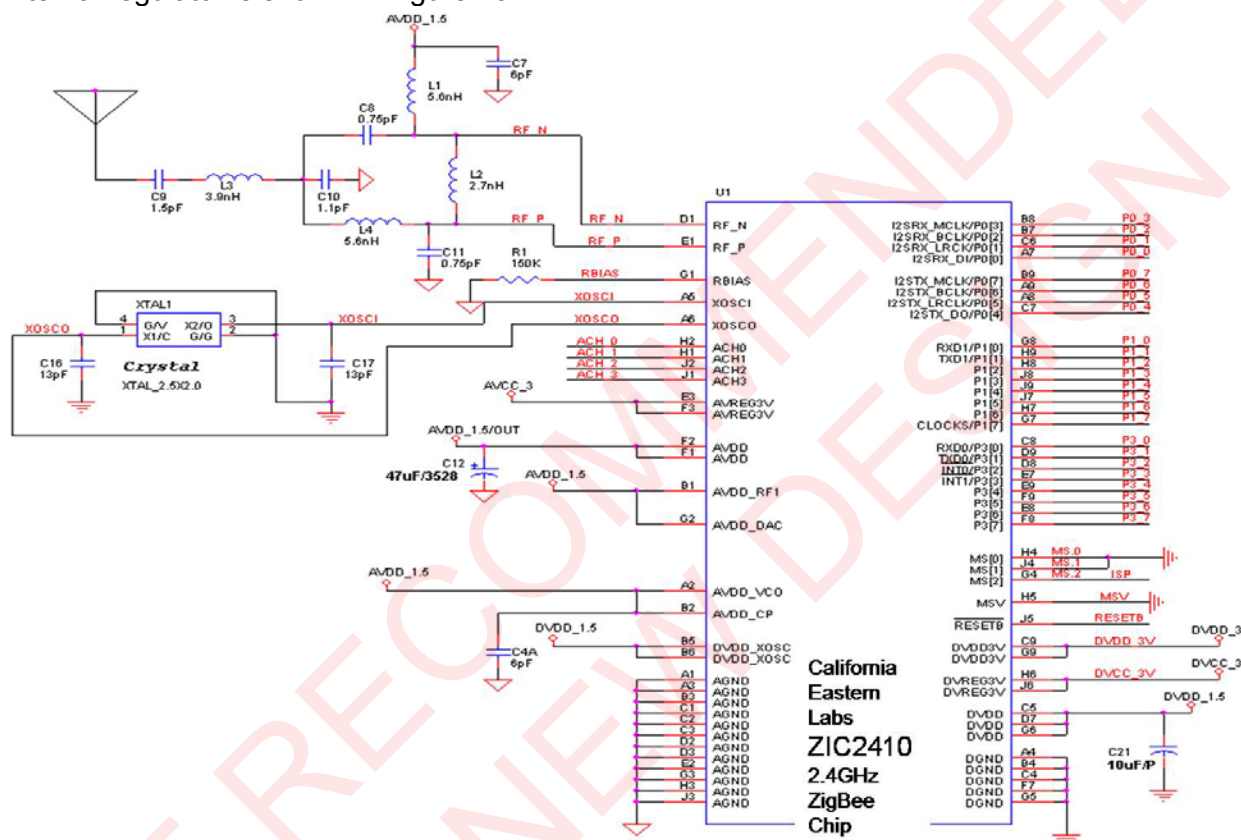 AVDD_1.5
C7
6pF
L1
5.6nH
C8
0.75pF
RF_N
L2
2.7nH
C9
1.5pF
L3
3.9nH
C10
1.1pF
L4
5.6nH
RF_P
C11
0.75pF
RF_N
RF_P
R1
150K
RBIAS
XTAL1
4 G/V X2/O 3
1 X1/C G/G 2
Crystal
XTAL_2.5X2.0
XOSCO
XOSCI
XOSCO
C16
13pF
C17
13pF
U1
D1 RF_N
E1 RF_P
G1 RBIAS
A5 XOSCI
A6 XOSCO
ACH_0 H2 ACH0
ACH_1 H1 ACH1
ACH_2 J2 ACH2
ACH_3 J1 ACH3
AVCC_3
E3 AVREG3V
F3 AVREG3V
AVDD_1.5/OUT
F2 AVDD
F1 AVDD
C12
47uF/3528
AVDD_1.5
B1 AVDD_RF1
G2 AVDD_DAC
AVDD_1.5
A2 AVDD_VCO
B2 AVDD_CP
C4A
6pF
DVDD_1.5
B5 DVDD_XOSC
B6 DVDD_XOSC
A1 AGND
A3 AGND
B3 AGND
C1 AGND
C2 AGND
C3 AGND
D2 AGND
D3 AGND
E2 AGND
G3 AGND
H3 AGND
J3 AGND
I2SRX_MCLK/P0[3] B8 P0_3
I2SRX_BCLK/P0[2] B7 P0_2
I2SRX_LRCK/P0[1] C6 P0_1
I2SRX_DI/P0[0] A7 P0_0
I2STX_MCLK/P0[7] B9 P0_7
I2STX_BCLK/P0[6] A9 P0_6
I2STX_LRCK/P0[5] A8 P0_5
I2STX_DO/P0[4] C7 P0_4
RXD1/P1[0] G8 P1_0
TXD1/P1[1] H9 P1_1
P1[2] H8 P1_2
P1[3] J8 P1_3
P1[4] J9 P1_4
P1[5] J7 P1_5
P1[6] H7 P1_6
CLOCKS/P1[7] G7 P1_7
RXD0/P3[0] C8 P3_0
TXD0/P3[1] D9 P3_1
INT0/P3[2] D8 P3_2
INT1/P3[3] E7 P3_3
P3[4] E9 P3_4
P3[5] F9 P3_5
P3[6] E8 P3_6
P3[7] F8 P3_7
MS[0] H4 MS.0
MS[1] J4 MS.1
MS[2] G4 MS.2 ISP
MSV H5 MSV
RESETB J5 RESETB
DVDD3V C9 DVDD_3V
DVDD3V G9
DVDD_3
DVREG3V H6 DVCC_3V
DVREG3V J6
DVCC_3
DVDD C5
DVDD D7
DVDD G6
DVDD_1.5
C21
10uF/P
DGND A4
DGND B4
DGND C4
DGND F7
DGND G5
California
Eastern
Labs
ZIC2410
2.4GHz
ZigBee
Chip
RECOMMENDE
NEW DESIGN